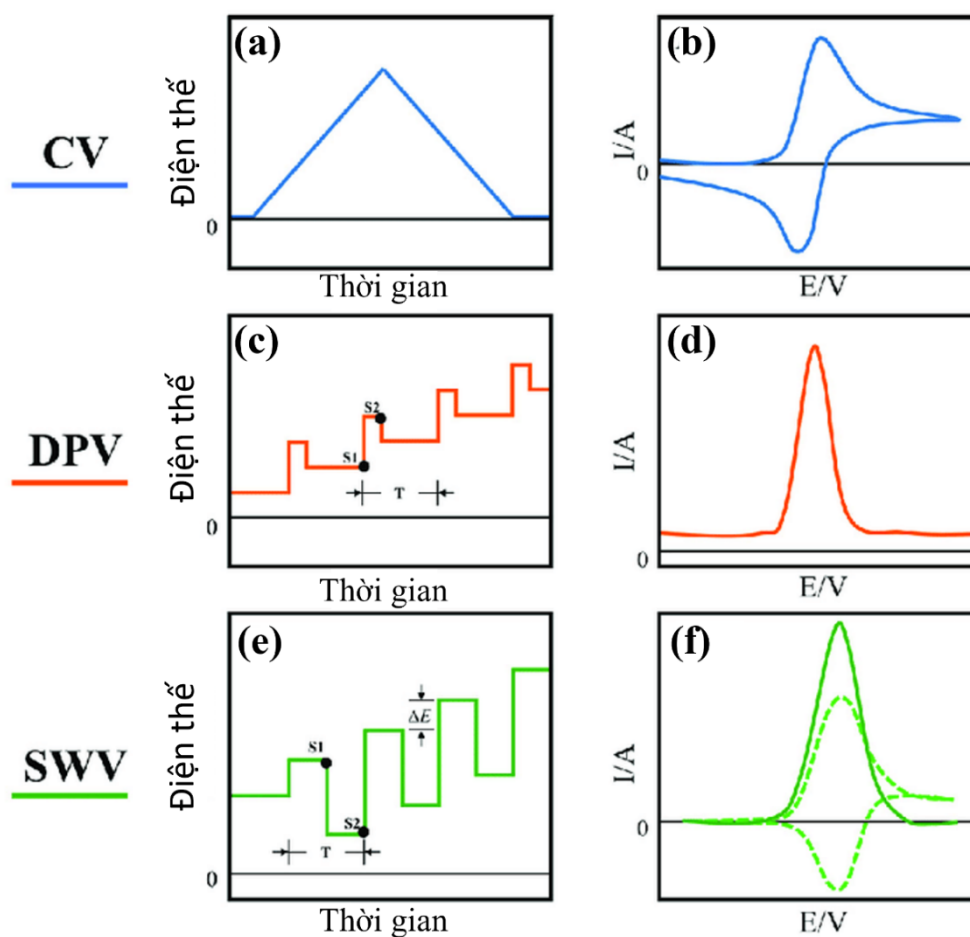 CV
(a)
Điện thế
0
Thời gian
(b)
I/A
0
E/V
DPV
(c)
Điện thế
S1
S2
T
0
Thời gian
(d)
I/A
0
E/V
SWV
(e)
Điện thế
S1
S2
ΔE
T
0
Thời gian
(f)
I/A
0
E/V